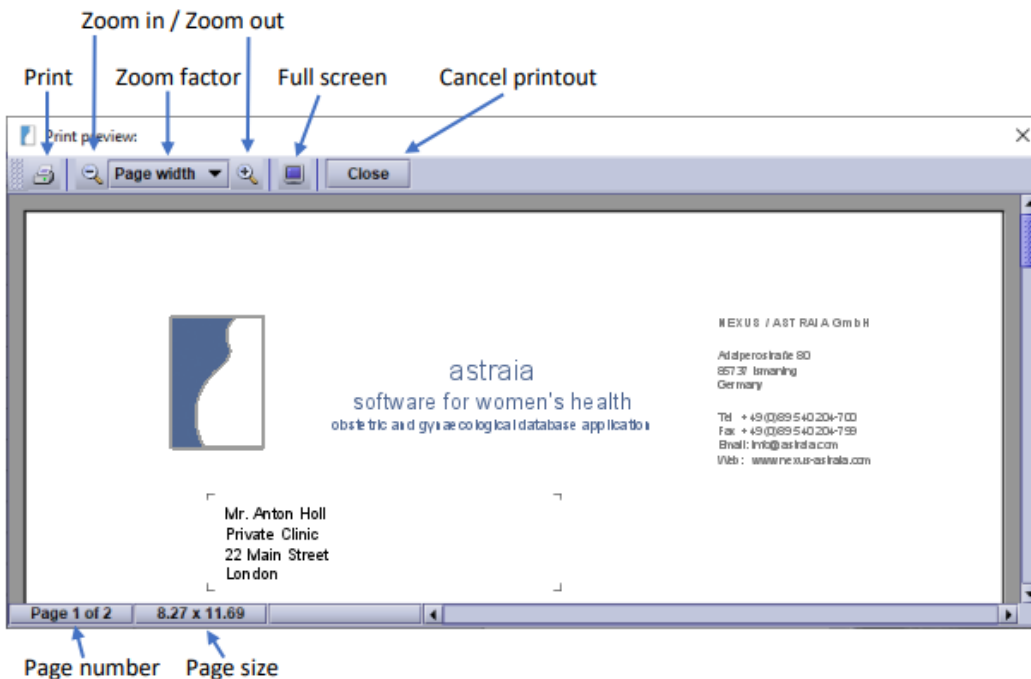 Zoom in / Zoom out
Print Zoom factor Full screen Cancel printout
Print preview:
Page width Close
NEXUS / ASTRAIA GmbH
Adalperostraße 80
85737 Ismaning
Germany
astraia
software for women's health
obstetric and gynaecological database application
Tel +49(0)89540204-700
Fax +49(0)89540204-799
Email: info@astraia.com
Web: www.nexus-astraia.com
Mr. Anton Holl
Private Clinic
22 Main Street
London
Page 1 of 2 8.27 x 11.69
Page number Page size